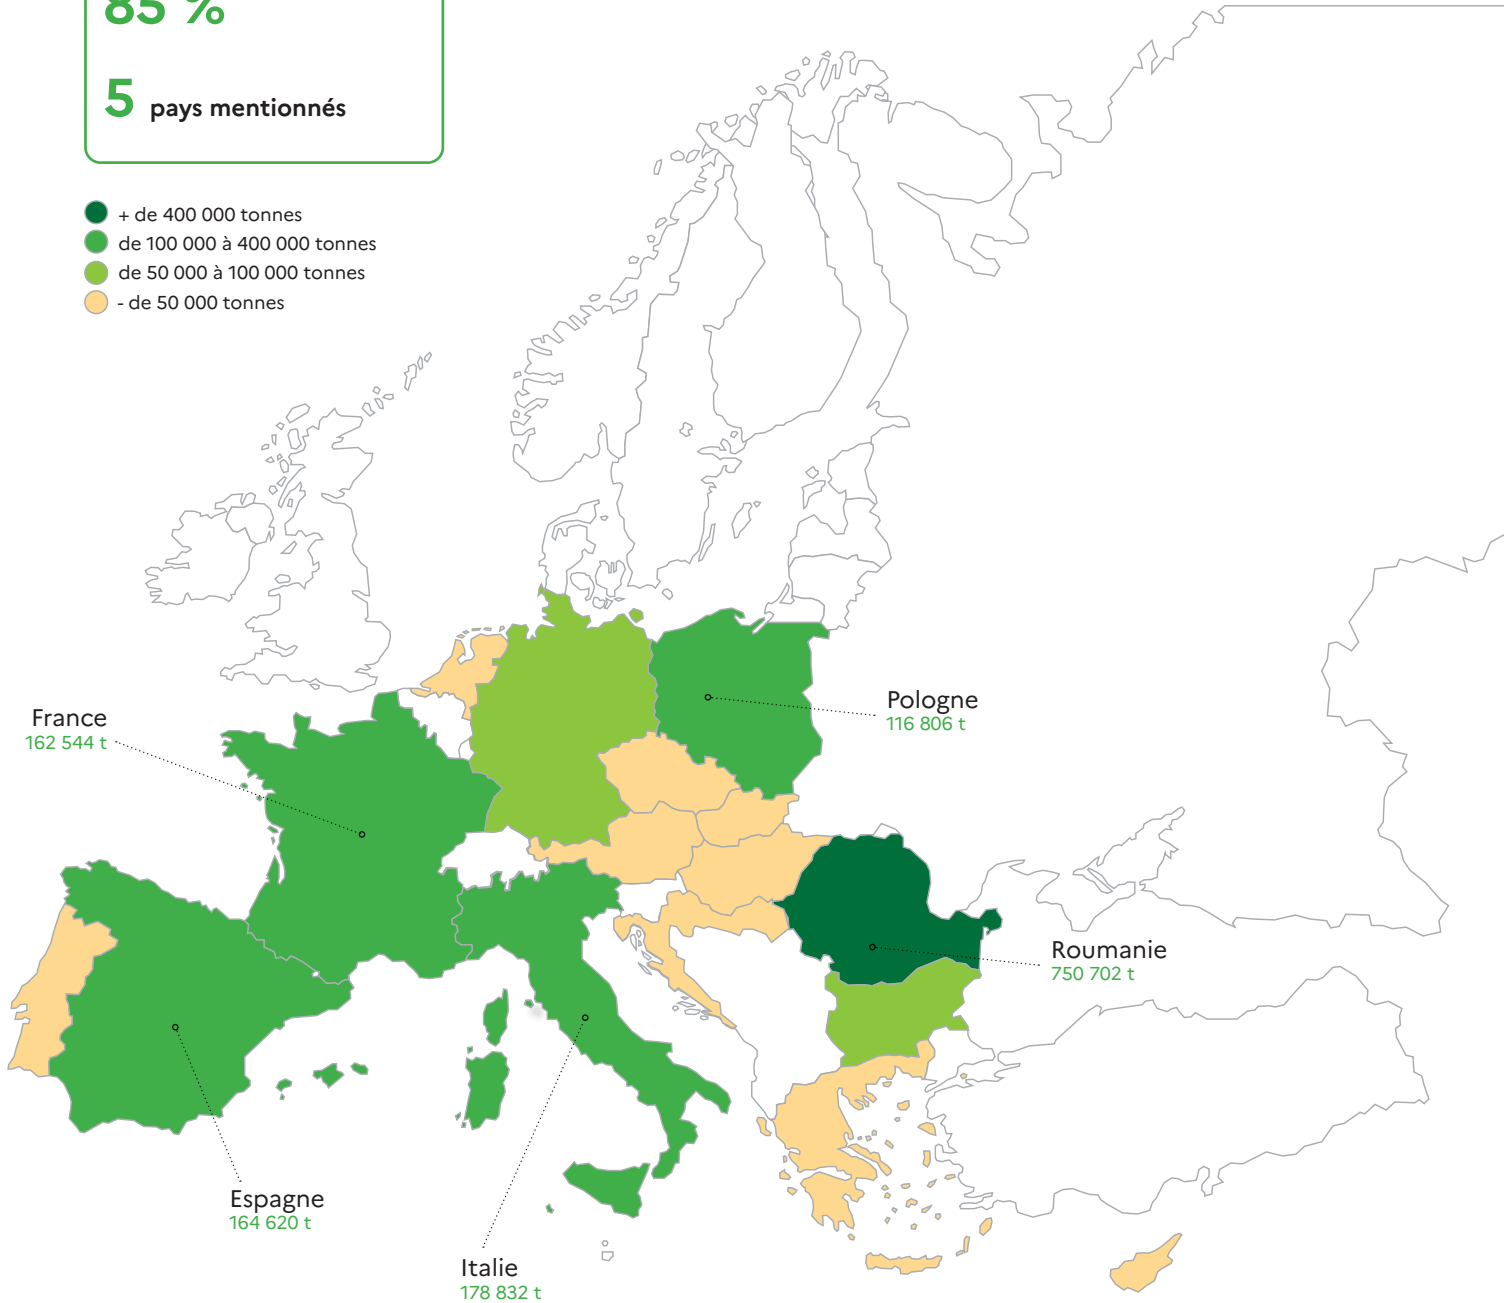 85 %
5 pays mentionnés
+ de 400 000 tonnes
de 100 000 à 400 000 tonnes
de 50 000 à 100 000 tonnes
- de 50 000 tonnes
France
162 544 t
Pologne
116 806 t
Roumanie
750 702 t
Espagne
164 620 t
Italie
178 832 t